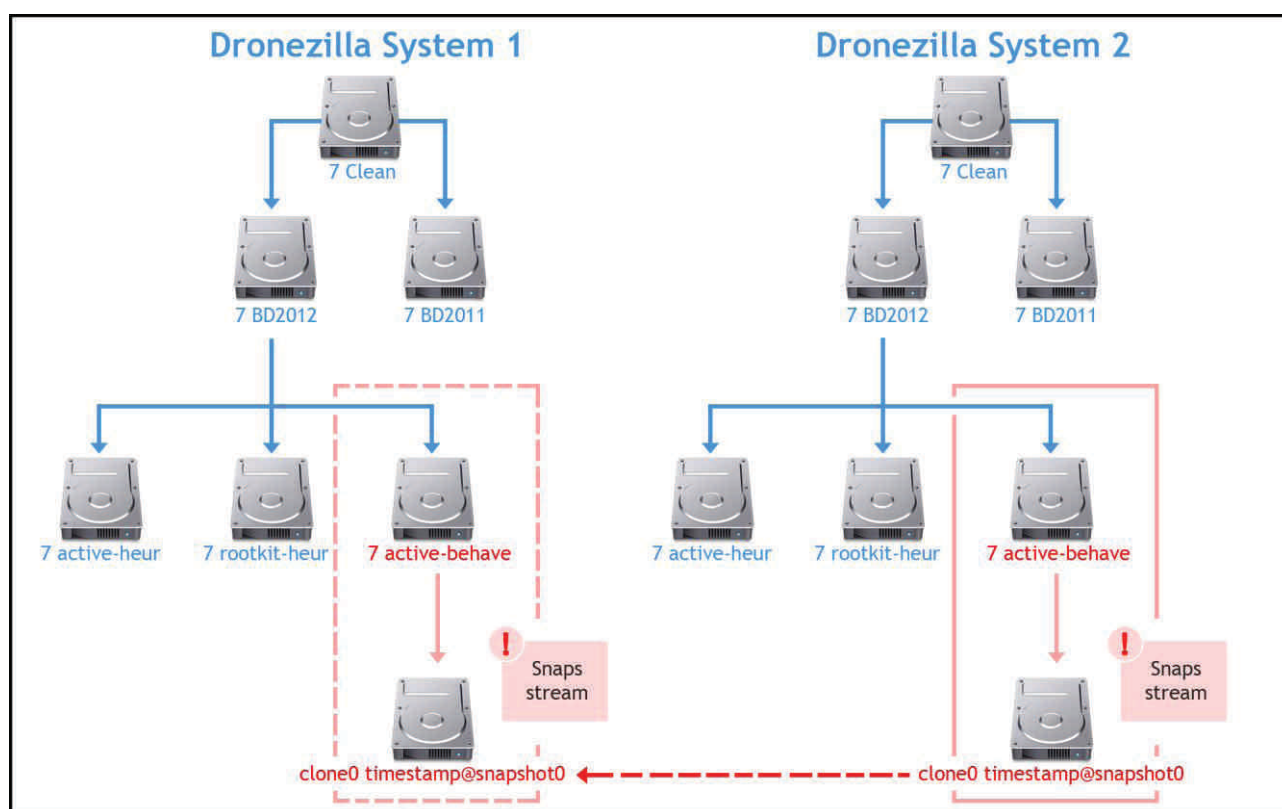 Dronezilla System 1
Dronezilla System 2
7 Clean
7 Clean
7 BD2012
7 BD2011
7 BD2012
7 BD2011
7 active-heur
7 rootkit-heur
7 active-behave
7 active-heur
7 rootkit-heur
7 active-behave
!
Snaps
stream
!
Snaps
stream
clone0 timestamp@snapshot0
clone0 timestamp@snapshot0